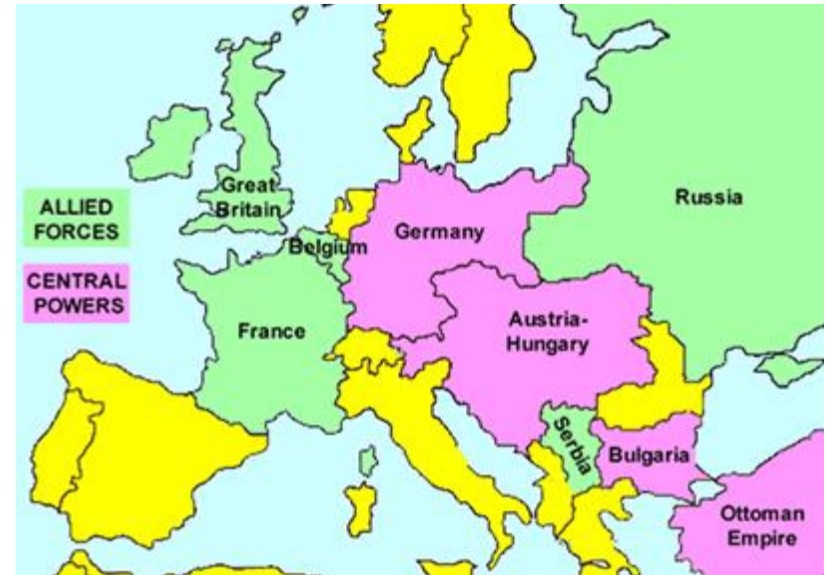 Great
Britain
ALLIED
FORCES
Belgium
Germany
Russia
CENTRAL
POWERS
France
Austria-
Hungary
Serbia
Bulgaria
Ottoman
Empire